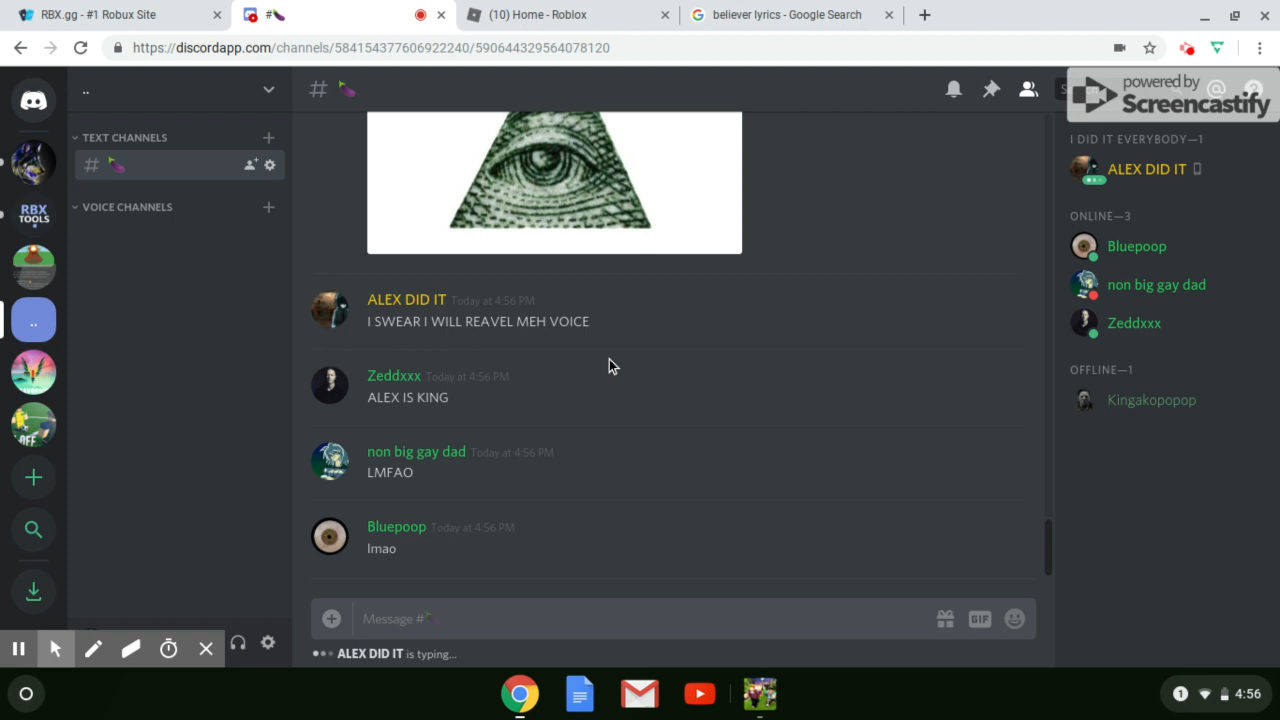 RBX.gg - #1 Robux Site
#🍆
(10) Home - Roblox
believer lyrics - Google Search
https://discordapp.com/channels/584154377606922240/590644329564078120
..
# 🍆
powered by
Screencastify
TEXT CHANNELS
# 🍆
VOICE CHANNELS
RBX
TOOLS
..
OFF
ALEX DID IT Today at 4:56 PM
I SWEAR I WILL REAVEL MEH VOICE
Zeddxxx Today at 4:56 PM
ALEX IS KING
non big gay dad Today at 4:56 PM
LMFAO
Bluepoop Today at 4:56 PM
lmao
Message #🍆
GIF
ALEX DID IT is typing...
I DID IT EVERYBODY—1
ALEX DID IT
ONLINE—3
Bluepoop
non big gay dad
Zeddxxx
OFFLINE—1
Kingakopopop
1
4:56